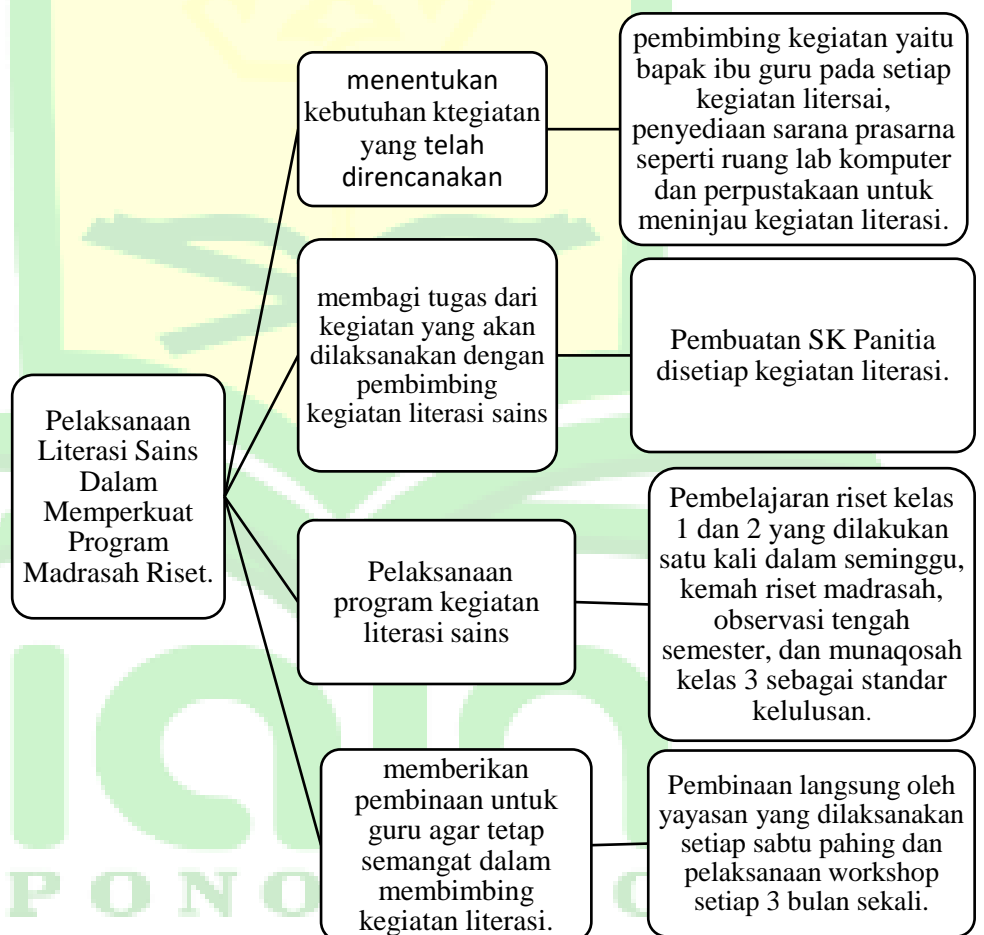 Pelaksanaan
Literasi Sains
Dalam
Memperkuat
Program
Madrasah Riset.
menentukan
kebutuhan ktegiatan
yang telah
direncanakan
pembimbing kegiatan yaitu
bapak ibu guru pada setiap
kegiatan litersai,
penyediaan sarana prasarna
seperti ruang lab komputer
dan perpustakaan untuk
meninjau kegiatan literasi.
membagi tugas dari
kegiatan yang akan
dilaksanakan dengan
pembimbing
kegiatan literasi sains
Pembuatan SK Panitia
disetiap kegiatan literasi.
Pelaksanaan
program kegiatan
literasi sains
Pembelajaran riset kelas
1 dan 2 yang dilakukan
satu kali dalam seminggu,
kemah riset madrasah,
observasi tengah
semester, dan munaqosah
kelas 3 sebagai standar
kelulusan.
memberikan
pembinaan untuk
guru agar tetap
semangat dalam
membimbing
kegiatan literasi.
Pembinaan langsung oleh
yayasan yang dilaksanakan
setiap sabtu pahing dan
pelaksanaan workshop
setiap 3 bulan sekali.